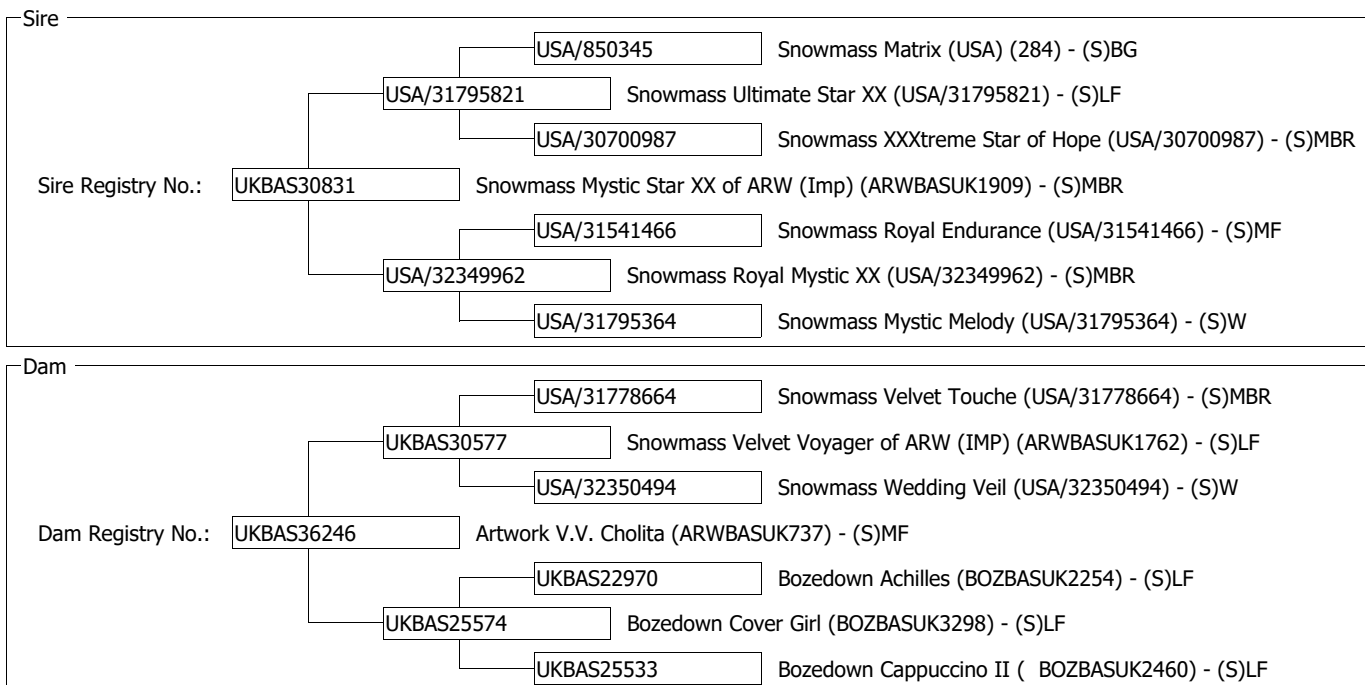 Sire
USA/850345 Snowmass Matrix (USA) (284) - (S)BG
USA/31795821 Snowmass Ultimate Star XX (USA/31795821) - (S)LF
USA/30700987 Snowmass XXXtreme Star of Hope (USA/30700987) - (S)MBR
Sire Registry No.: UKBAS30831 Snowmass Mystic Star XX of ARW (Imp) (ARWBASUK1909) - (S)MBR
USA/31541466 Snowmass Royal Endurance (USA/31541466) - (S)MF
USA/32349962 Snowmass Royal Mystic XX (USA/32349962) - (S)MBR
USA/31795364 Snowmass Mystic Melody (USA/31795364) - (S)W
Dam
USA/31778664 Snowmass Velvet Touche (USA/31778664) - (S)MBR
UKBAS30577 Snowmass Velvet Voyager of ARW (IMP) (ARWBASUK1762) - (S)LF
USA/32350494 Snowmass Wedding Veil (USA/32350494) - (S)W
Dam Registry No.: UKBAS36246 Artwork V.V. Cholita (ARWBASUK737) - (S)MF
UKBAS22970 Bozedown Achilles (BOZBASUK2254) - (S)LF
UKBAS25574 Bozedown Cover Girl (BOZBASUK3298) - (S)LF
UKBAS25533 Bozedown Cappuccino II ( BOZBASUK2460) - (S)LF